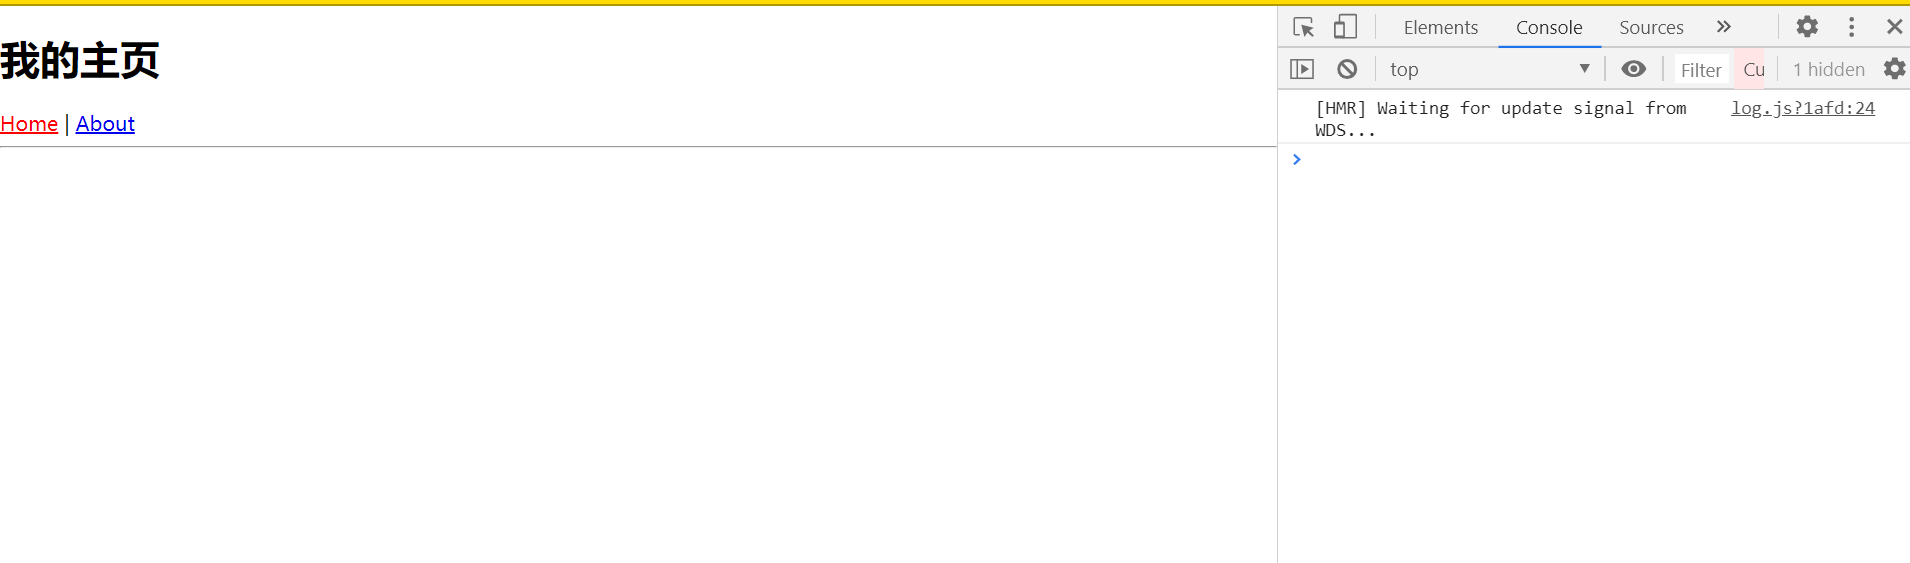 我的主页
Home | About
Elements Console Sources
top Filter Cu 1 hidden
[HMR] Waiting for update signal from log.js?1afd:24
WDS...